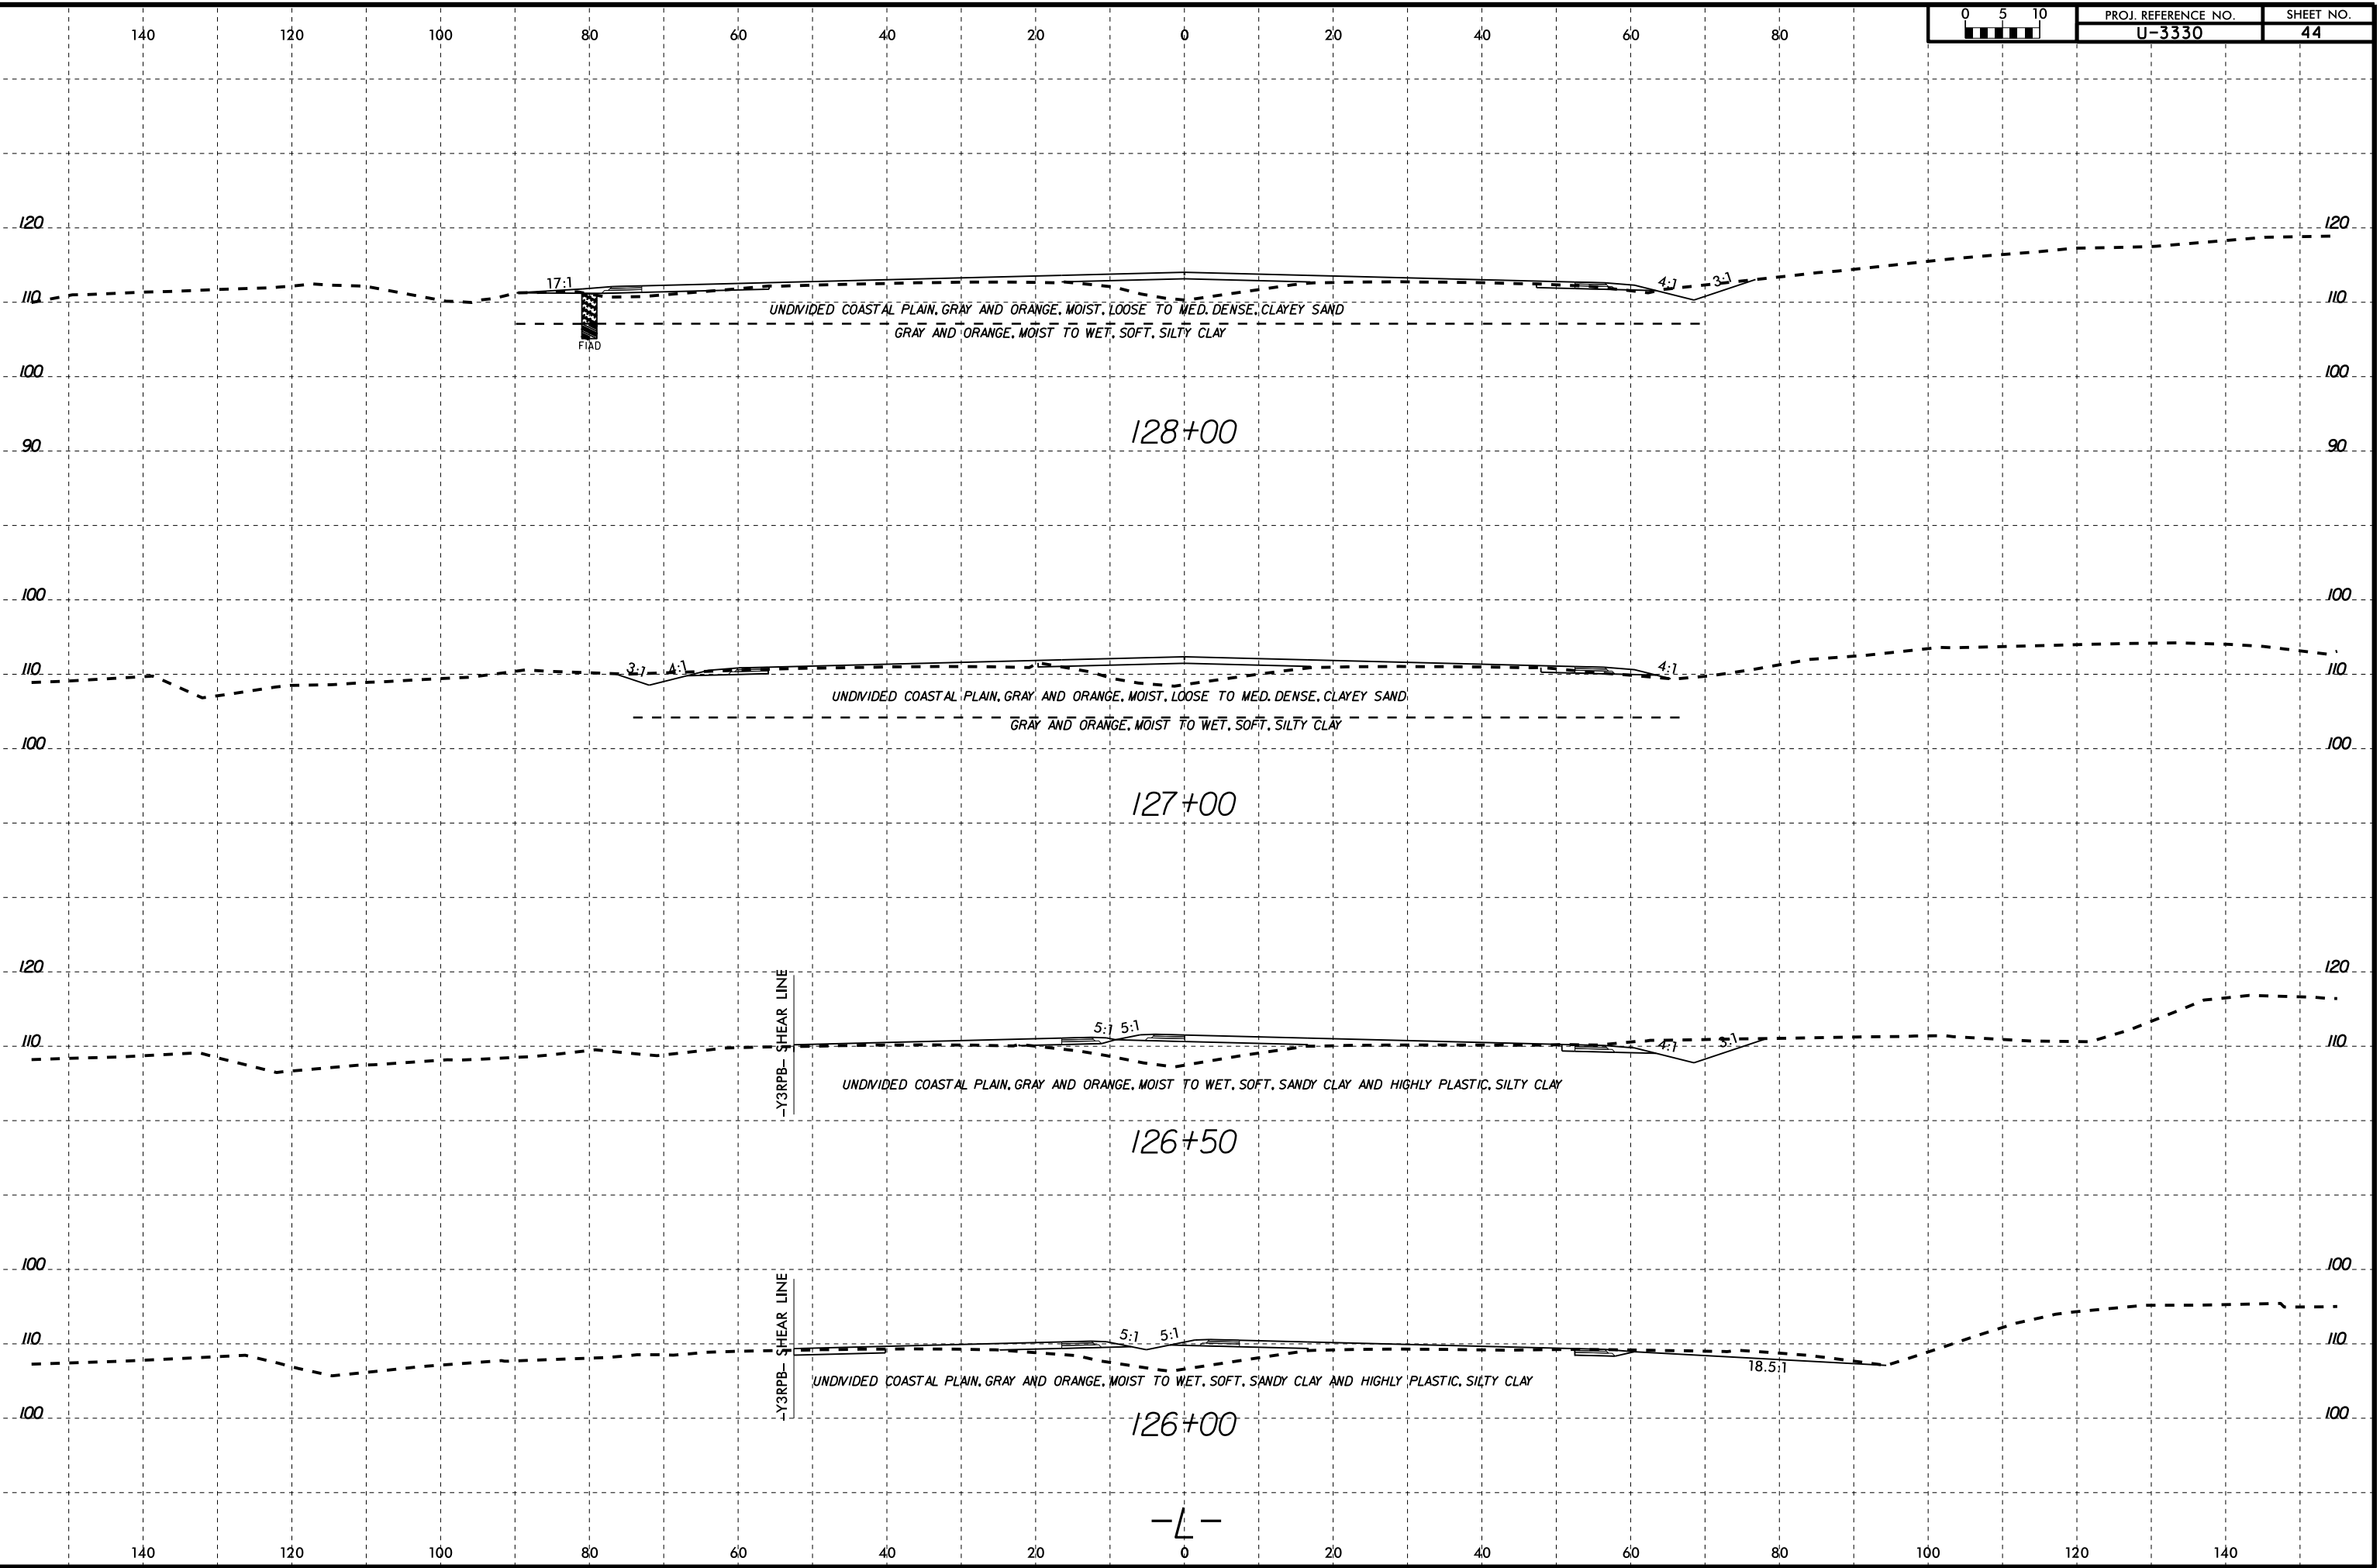 0 5 10
PROJ. REFERENCE NO. SHEET NO.
U-3330 44
140 120 100 80 60 40 20 0 20 40 60 80
120 120
17:1 4:1 3:1
110 110
UNDIVIDED COASTAL PLAIN, GRAY AND ORANGE, MOIST, LOOSE TO MED. DENSE, CLAYEY SAND
GRAY AND ORANGE, MOIST TO WET, SOFT, SILTY CLAY
FIAD
100 100
128+00
90 90
100 100
3:1 4:1 4:1
110 110
UNDIVIDED COASTAL PLAIN, GRAY AND ORANGE, MOIST, LOOSE TO MED. DENSE, CLAYEY SAND
GRAY AND ORANGE, MOIST TO WET, SOFT, SILTY CLAY
100 100
127+00
120 120
-Y3RPB- SHEAR LINE
5:1 5:1
110 4:1 3:1 110
UNDIVIDED COASTAL PLAIN, GRAY AND ORANGE, MOIST TO WET, SOFT, SANDY CLAY AND HIGHLY PLASTIC, SILTY CLAY
126+50
100 100
-Y3RPB- SHEAR LINE
110 5:1 5:1 110
18.5:1
UNDIVIDED COASTAL PLAIN, GRAY AND ORANGE, MOIST TO WET, SOFT, SANDY CLAY AND HIGHLY PLASTIC, SILTY CLAY
100 100
126+00
-L-
140 120 100 80 60 40 20 0 20 40 60 80 100 120 140